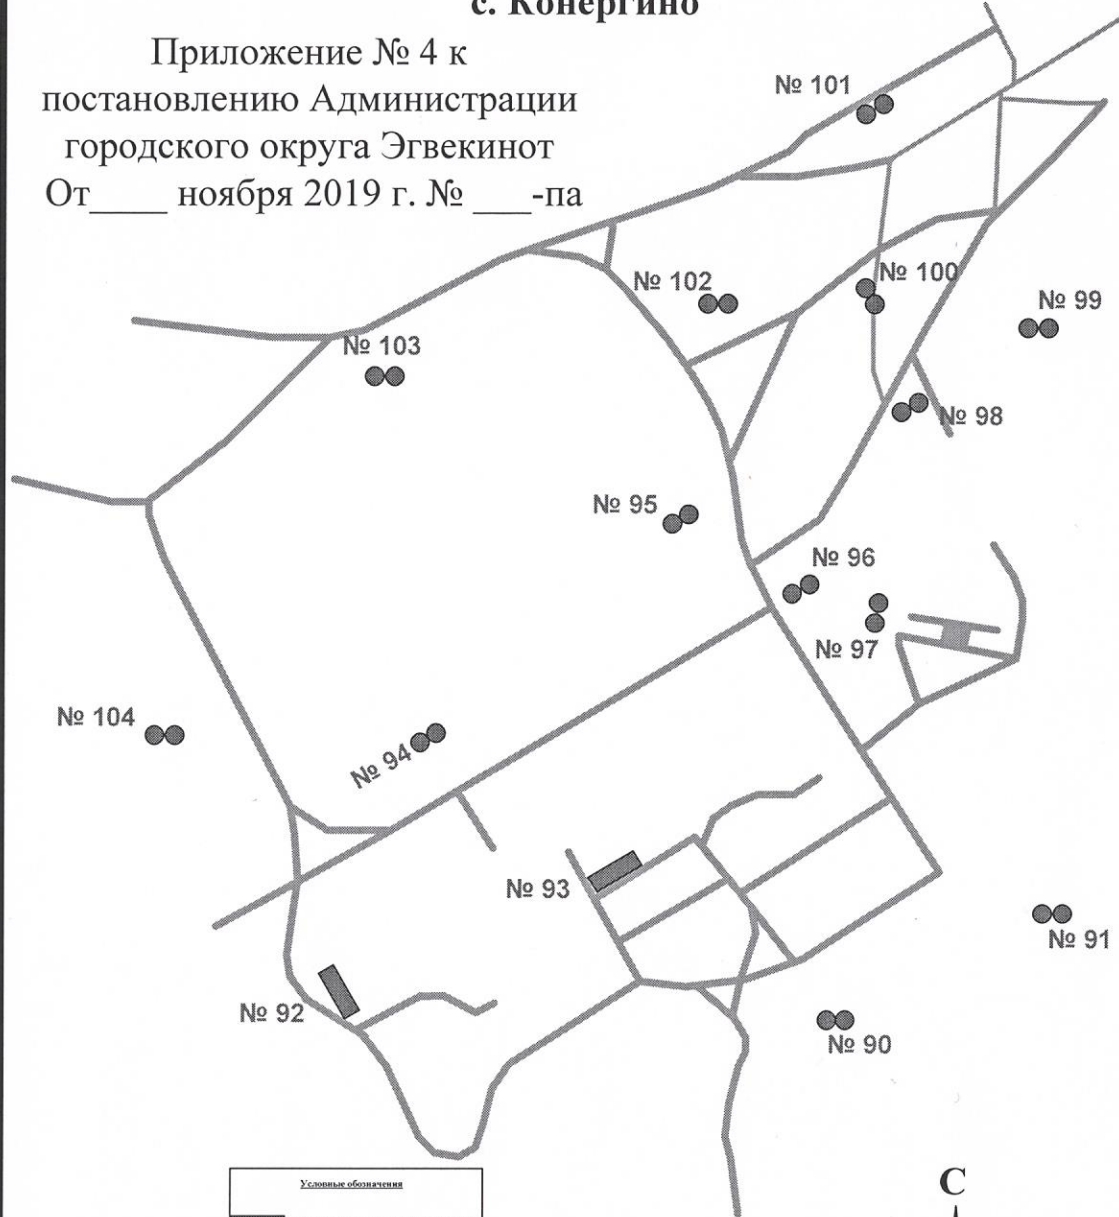 с. Конергино
Приложение № 4 к
постановлению Администрации
городского округа Эгвекинот
От____ ноября 2019 г. № ___-па
№ 101
№ 102
№ 100
№ 99
№ 103
№ 98
№ 95
№ 96
№ 97
№ 104
№ 94
№ 93
№ 91
№ 92
№ 90
Условные обозначения
С